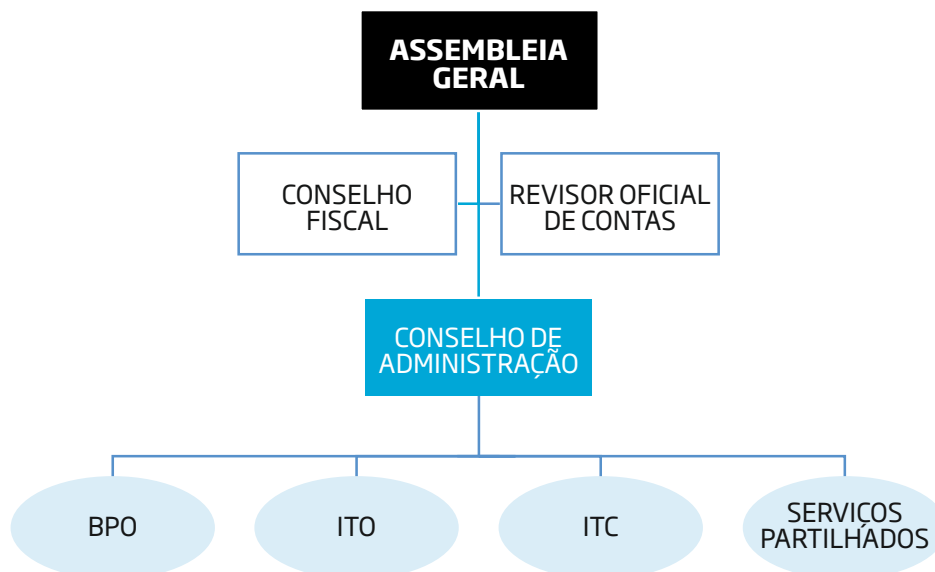 ASSEMBLEIA
GERAL
CONSELHO
FISCAL
REVISOR OFICIAL
DE CONTAS
CONSELHO DE
ADMINISTRAÇÃO
BPO
ITO
ITC
SERVIÇOS
PARTILHADOS